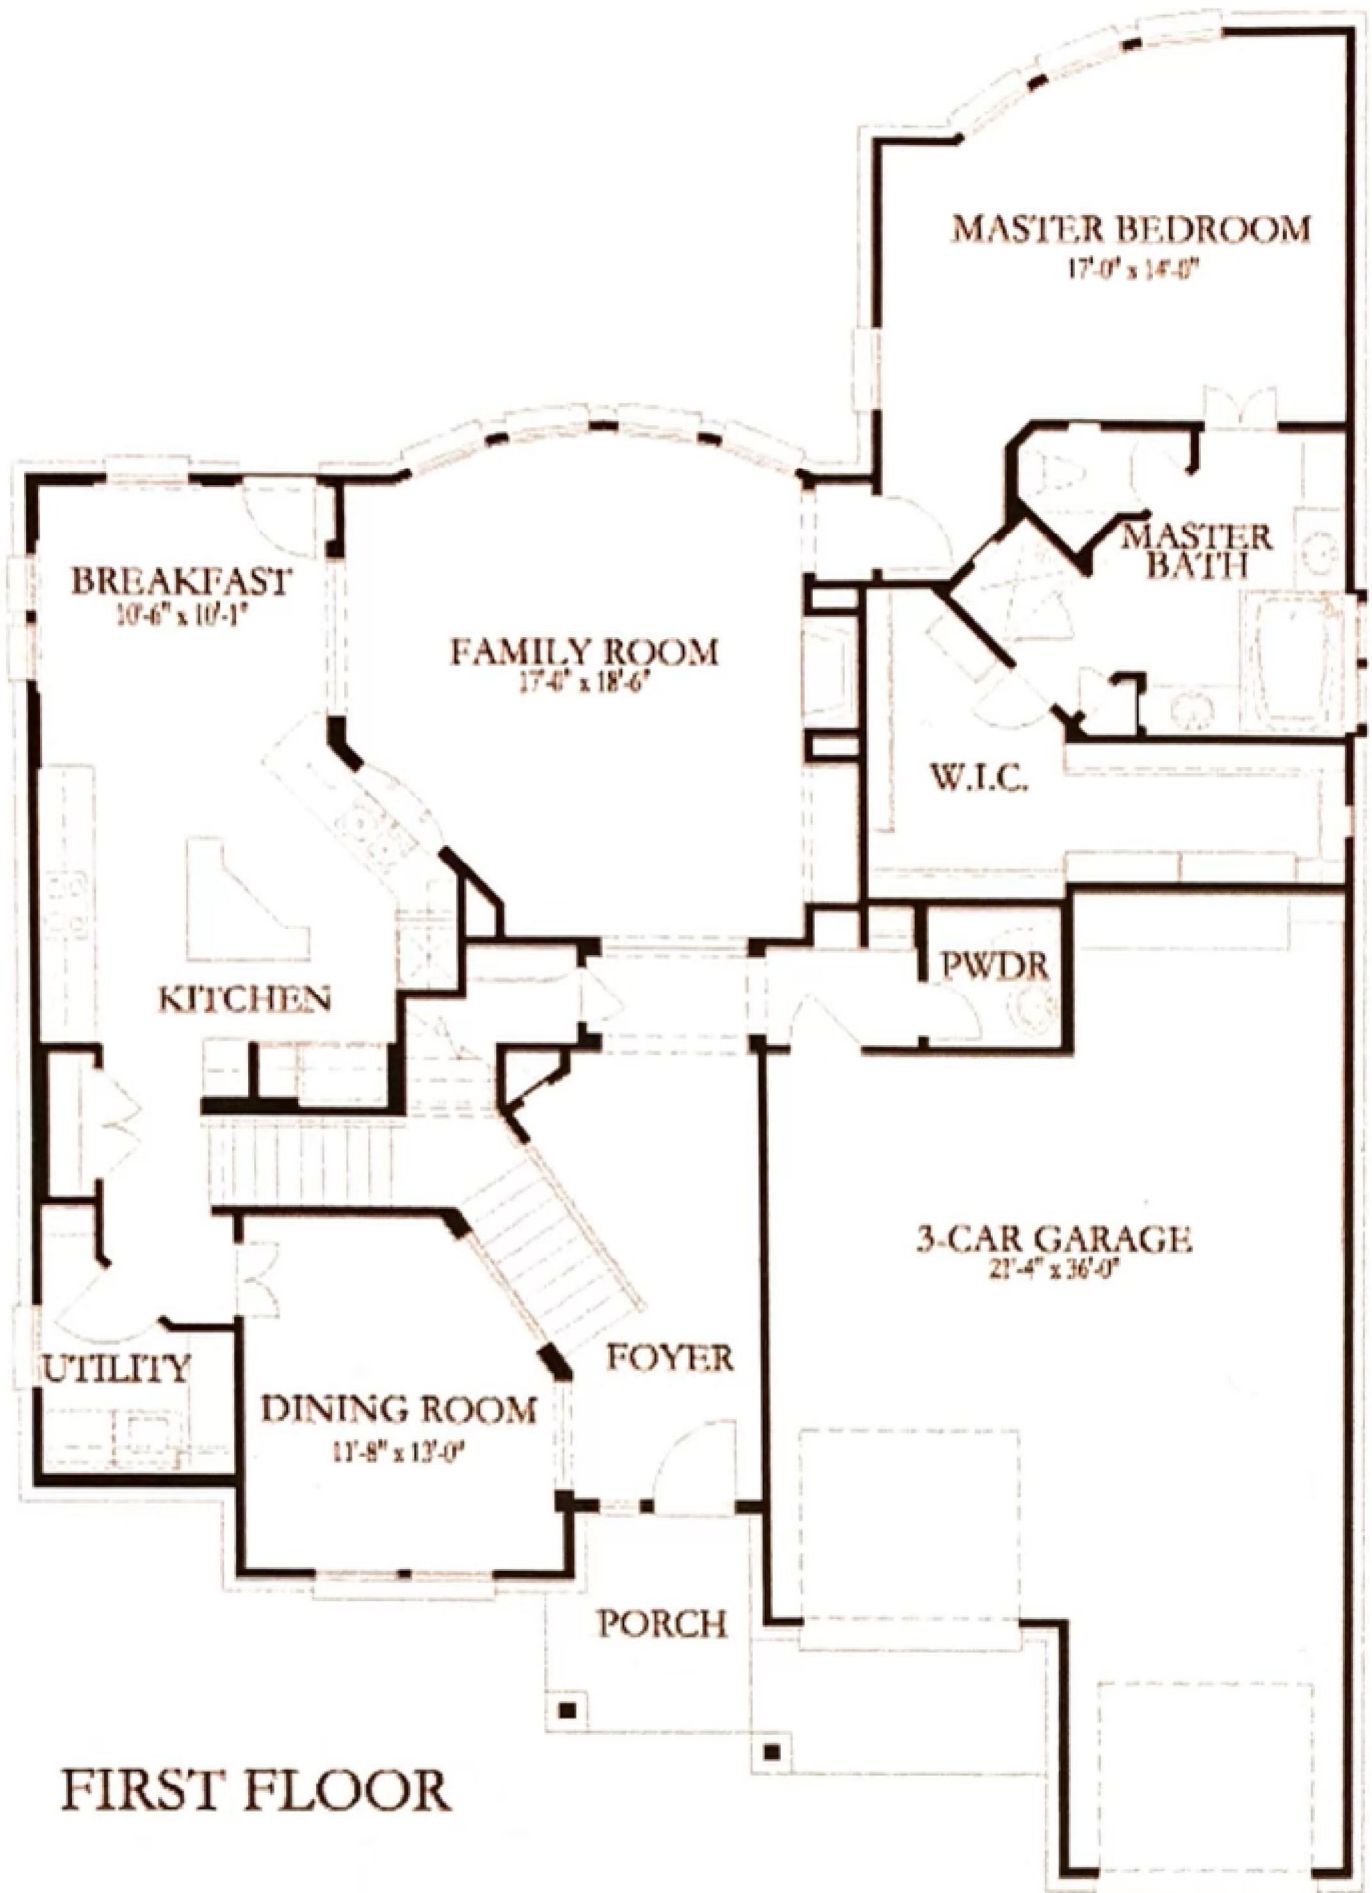 MASTER BEDROOM
17'-0" x 14'-0"
MASTER
BATH
BREAKFAST
10'-6" x 10'-1"
FAMILY ROOM
17'-0" x 18'-6"
W.I.C.
PWDR
KITCHEN
3-CAR GARAGE
21'-4" x 36'-0"
FOYER
UTILITY
DINING ROOM
11'-8" x 13'-0"
PORCH
FIRST FLOOR